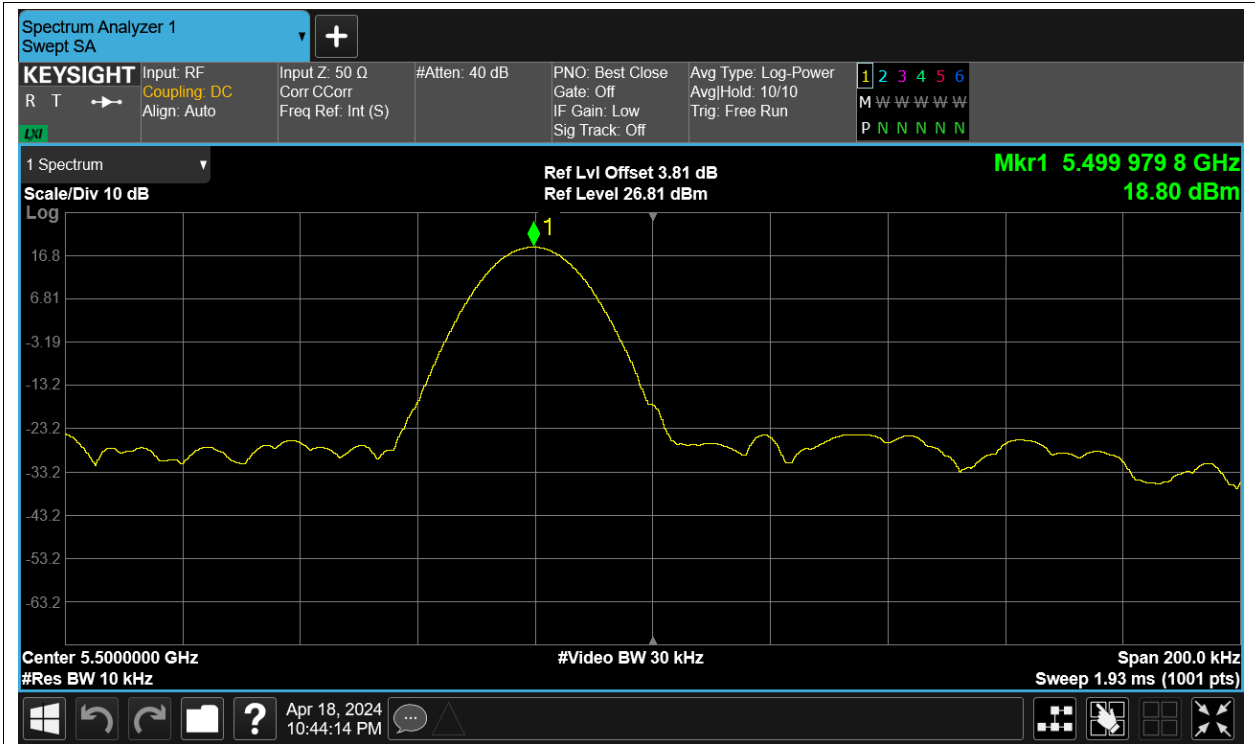 Spectrum Analyzer 1
Swept SA
KEYSIGHT
R T
LXI
Input: RF
Coupling: DC
Align: Auto
Input Z: 50 Ω
Corr CCorr
Freq Ref: Int (S)
#Atten: 40 dB
PNO: Best Close
Gate: Off
IF Gain: Low
Sig Track: Off
Avg Type: Log-Power
Avg|Hold: 10/10
Trig: Free Run
1 2 3 4 5 6
M W W W W W
P N N N N N
1 Spectrum
Scale/Div 10 dB
Log
Ref Lvl Offset 3.81 dB
Ref Level 26.81 dBm
Mkr1 5.499 979 8 GHz
18.80 dBm
1
16.8
6.81
-3.19
-13.2
-23.2
-33.2
-43.2
-53.2
-63.2
Center 5.5000000 GHz
#Res BW 10 kHz
#Video BW 30 kHz
Span 200.0 kHz
Sweep 1.93 ms (1001 pts)
?
Apr 18, 2024
10:44:14 PM